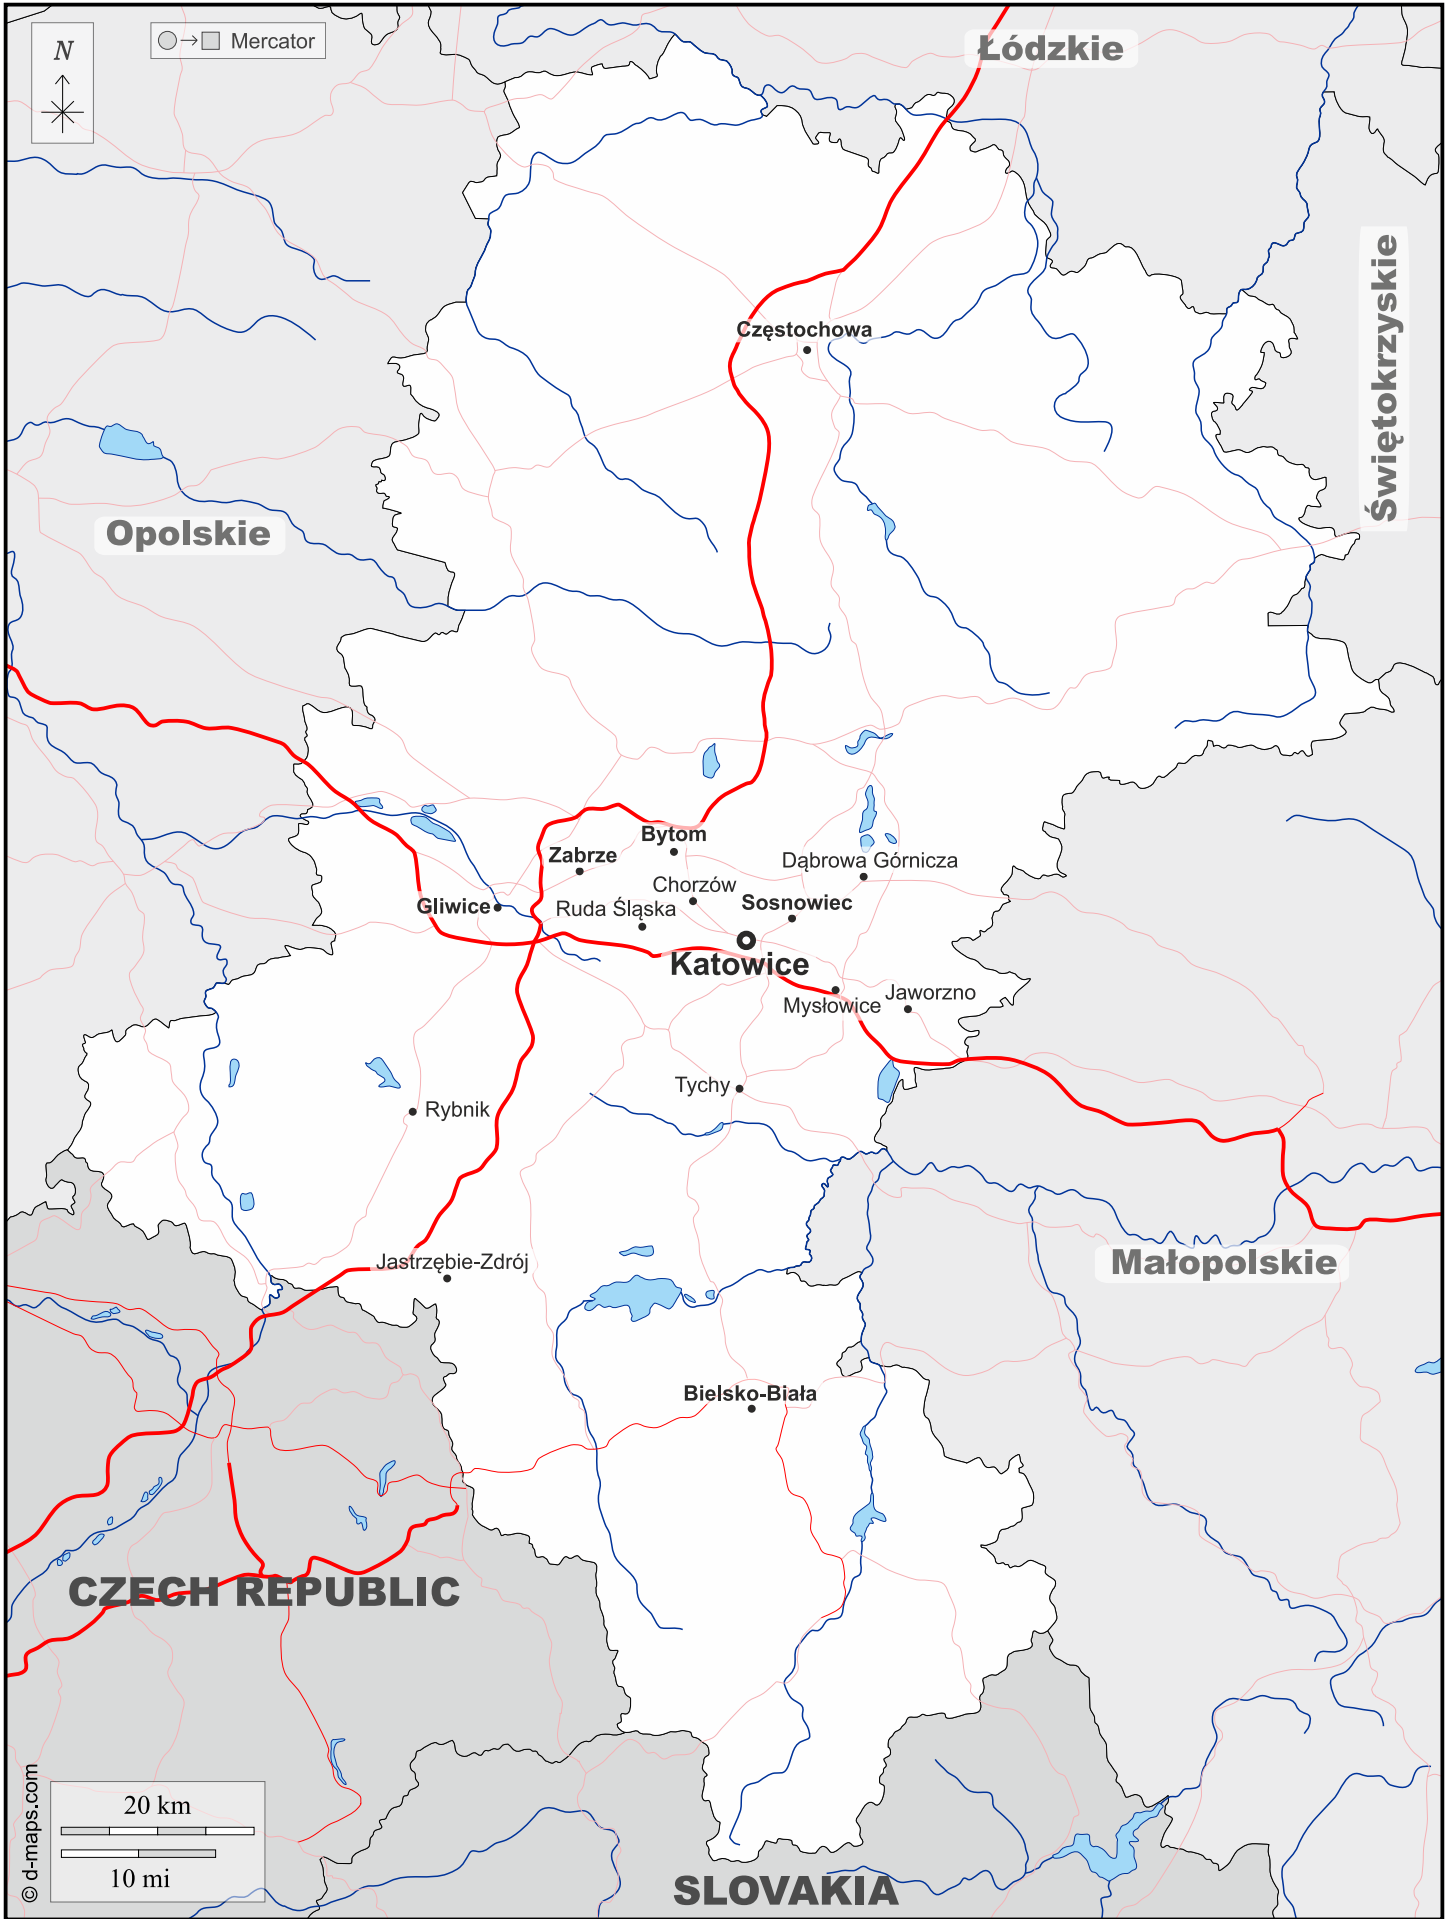 N
Mercator
Łódzkie
Świętokrzyskie
Częstochowa
Opolskie
Bytom
Zabrze
Dąbrowa Górnicza
Chorzów
Gliwice
Ruda Śląska
Sosnowiec
Katowice
Mysłowice
Jaworzno
Tychy
Rybnik
Jastrzębie-Zdrój
Małopolskie
Bielsko-Biała
CZECH REPUBLIC
SLOVAKIA
20 km
10 mi
© d-maps.com